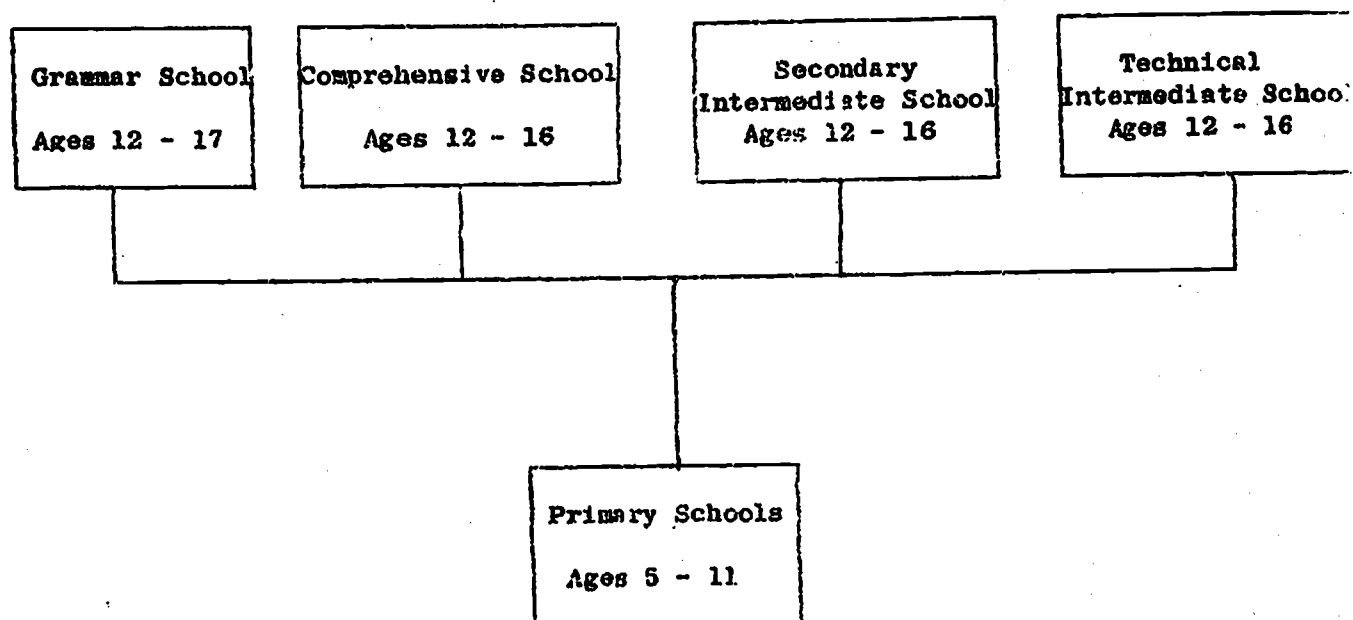 Grammar School
Ages 12 - 17
Comprehensive School
Ages 12 - 16
Secondary
Intermediate School
Ages 12 - 16
Technical
Intermediate School
Ages 12 - 16
Primary Schools
Ages 5 - 11